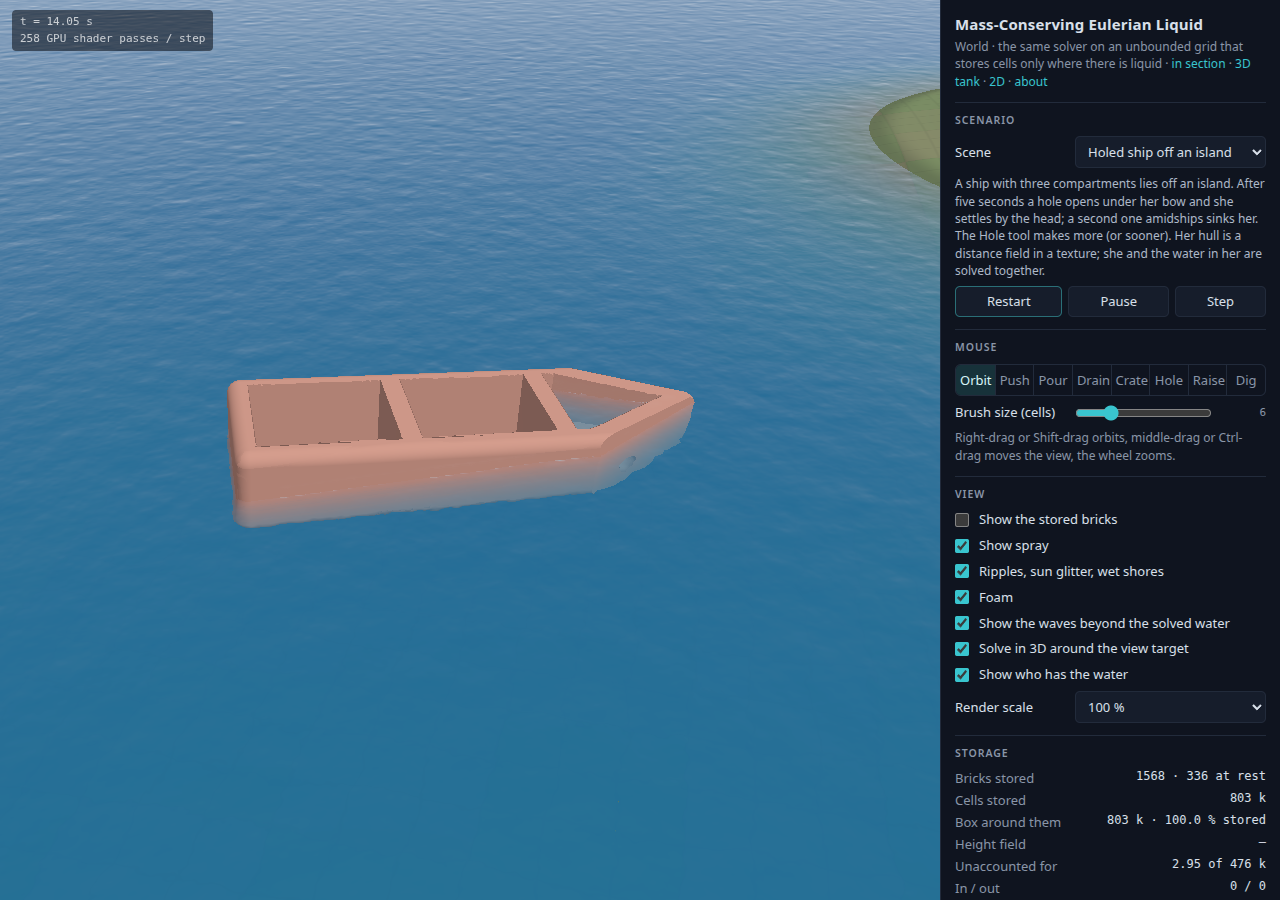 t = 14.05 s
258 GPU shader passes / step
Mass-Conserving Eulerian Liquid
World · the same solver on an unbounded grid that
stores cells only where there is liquid · in section · 3D
tank · 2D · about
SCENARIO
Scene
Holed ship off an island
A ship with three compartments lies off an island. After
five seconds a hole opens under her bow and she
settles by the head; a second one amidships sinks her.
The Hole tool makes more (or sooner). Her hull is a
distance field in a texture; she and the water in her are
solved together.
Restart Pause Step
MOUSE
Orbit Push Pour Drain Crate Hole Raise Dig
Brush size (cells) 6
Right-drag or Shift-drag orbits, middle-drag or Ctrl-
drag moves the view, the wheel zooms.
VIEW
Show the stored bricks
Show spray
Ripples, sun glitter, wet shores
Foam
Show the waves beyond the solved water
Solve in 3D around the view target
Show who has the water
Render scale 100 %
STORAGE
Bricks stored 1568 · 336 at rest
Cells stored 803 k
Box around them 803 k · 100.0 % stored
Height field –
Unaccounted for 2.95 of 476 k
In / out 0 / 0